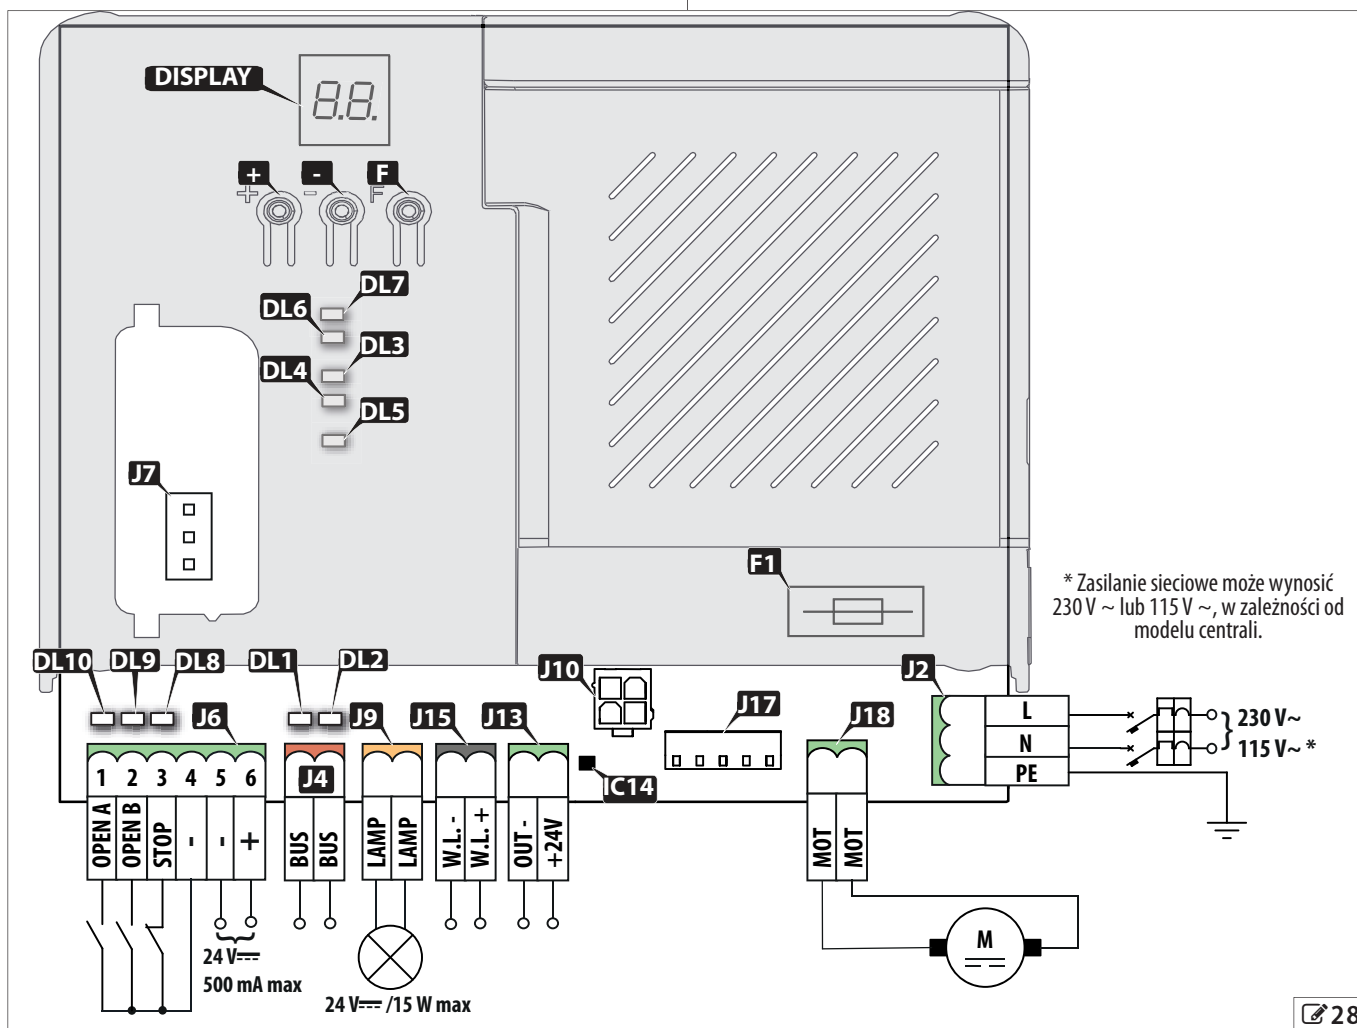 DISPLAY
8.8.
+
-
F
+
-
F
DL7
DL6
DL3
DL4
DL5
J7
F1
* Zasilanie sieciowe może wynosić
230 V ~ lub 115 V ~, w zależności od
modelu centrali.
DL10
DL9
DL8
DL1
DL2
J10
J2
J6
J9
J15
J13
J17
J18
L
N
PE
230 V~
115 V~ *
1
2
3
4
5
6
J4
IC14
OPEN A
OPEN B
STOP
-
-
+
BUS
BUS
LAMP
LAMP
W.L. -
W.L. +
OUT -
+24V
MOT
MOT
M
24 V
500 mA max
24 V /15 W max
28